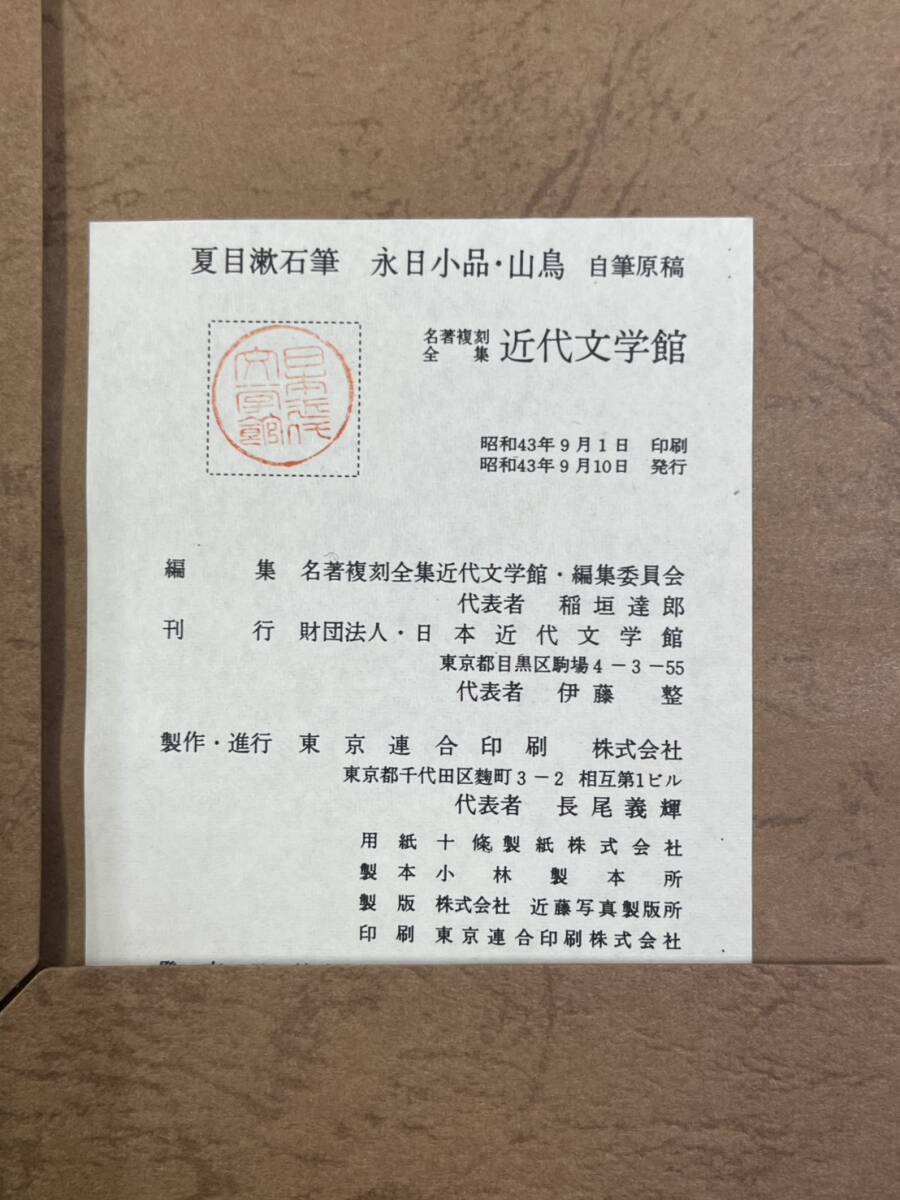 夏目漱石筆　永日小品・山鳥　自筆原稿
日本近代
文学館
名著複刻
全集　近代文学館
昭和43年9月1日　印刷
昭和43年9月10日　発行
編集　名著複刻全集近代文学館・編集委員会
代表者　稲垣達郎
刊行　財団法人・日本近代文学館
東京都目黒区駒場4－3－55
代表者　伊藤整
製作・進行　東京連合印刷　株式会社
東京都千代田区麴町3－2　相互第1ビル
代表者　長尾義輝
用紙　十條製紙株式会社
製本　小林製本所
製版　株式会社　近藤写真製版所
印刷　東京連合印刷株式会社